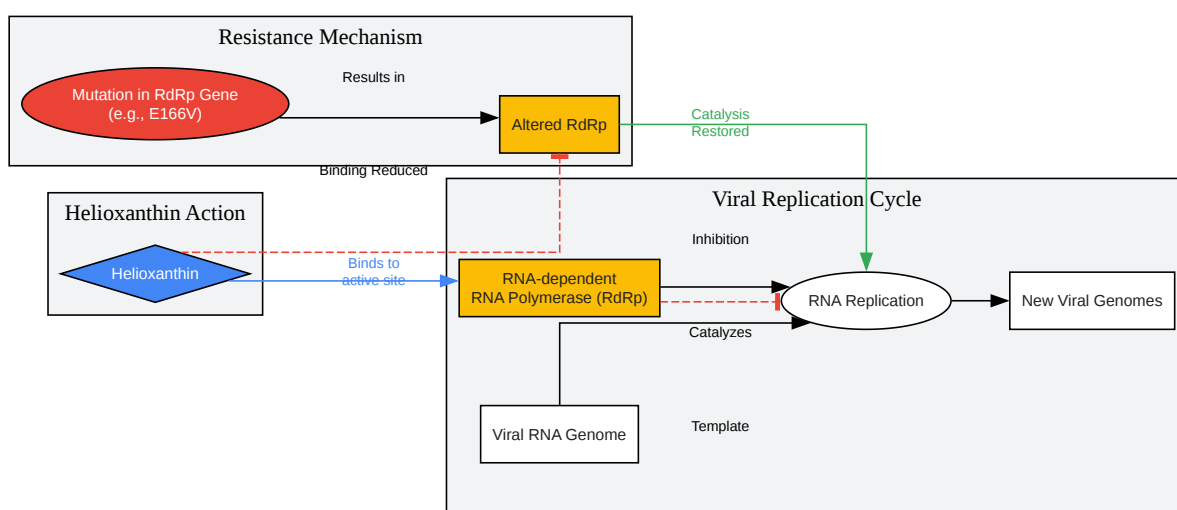 Resistance Mechanism
Mutation in RdRp Gene
(e.g., E166V)
Results in
Altered RdRp
Catalysis
Restored
Binding Reduced
Helioxanthin Action
Helioxanthin
Binds to
active site
Viral Replication Cycle
Inhibition
RNA-dependent
RNA Polymerase (RdRp)
RNA Replication
New Viral Genomes
Catalyzes
Viral RNA Genome
Template